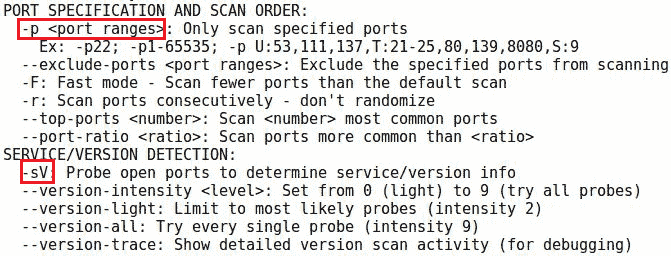 PORT SPECIFICATION AND SCAN ORDER:
-p <port ranges>: Only scan specified ports
Ex: -p22; -p1-65535; -p U:53,111,137,T:21-25,80,139,8080,S:9
--exclude-ports <port ranges>: Exclude the specified ports from scanning
-F: Fast mode - Scan fewer ports than the default scan
-r: Scan ports consecutively - don't randomize
--top-ports <number>: Scan <number> most common ports
--port-ratio <ratio>: Scan ports more common than <ratio>
SERVICE/VERSION DETECTION:
-sV: Probe open ports to determine service/version info
--version-intensity <level>: Set from 0 (light) to 9 (try all probes)
--version-light: Limit to most likely probes (intensity 2)
--version-all: Try every single probe (intensity 9)
--version-trace: Show detailed version scan activity (for debugging)